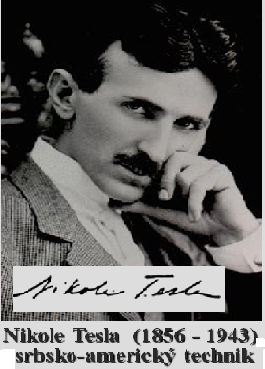 Nikola Tesla
Nikole Tesla (1856 - 1943)
srbsko-americký technik